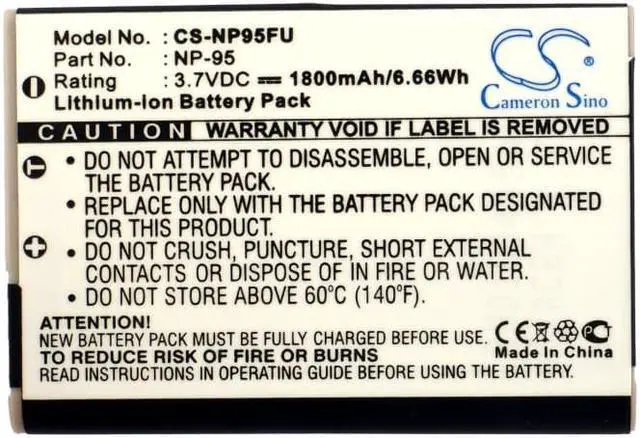 Model No. : CS-NP95FU
Part No. : NP-95
Rating : 3.7VDC ⎓ 1800mAh/6.66Wh
Lithium-Ion Battery Pack
CS
Cameron Sino
®
CAUTION WARRANTY VOID IF LABEL IS REMOVED
• DO NOT ATTEMPT TO DISASSEMBLE, OPEN OR SERVICE
THE BATTERY PACK.
• REPLACE ONLY WITH THE BATTERY PACK DESIGNATED
FOR THIS PRODUCT.
• DO NOT CRUSH, PUNCTURE, SHORT EXTERNAL
CONTACTS OR DISPOSE OF IN FIRE OR WATER.
• DO NOT STORE ABOVE 60°C (140°F).
ATTENTION!
NEW BATTERY PACK MUST BE FULLY CHARGED BEFORE USE
TO REDUCE RISK OF FIRE OR BURNS
READ INSTRUCTIONS OF USING GUIDE BEFORE USE.
CE
Made In China